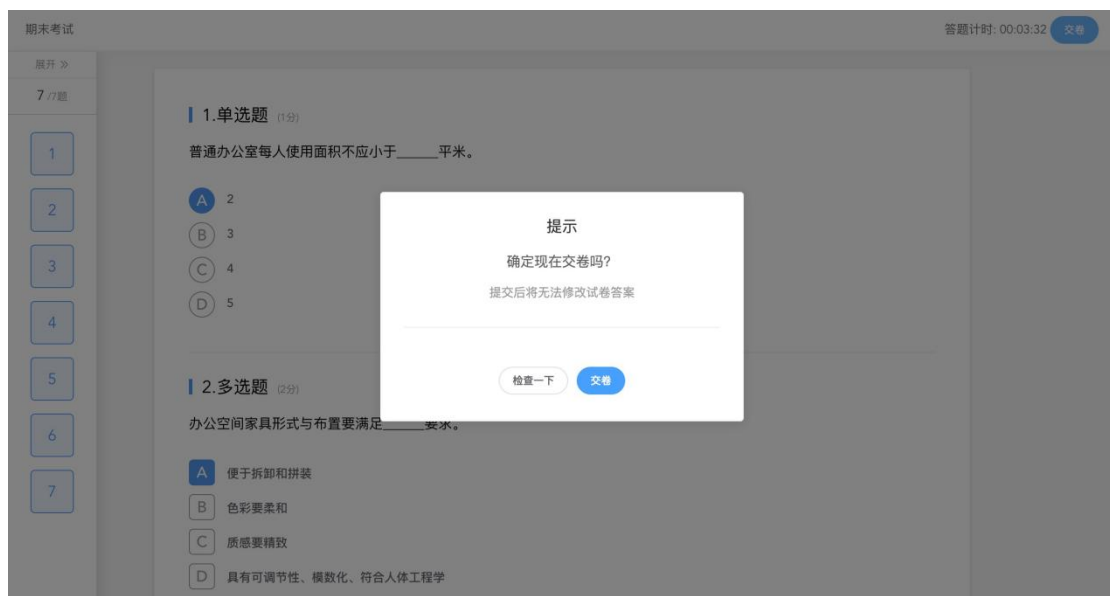 期末考试
答题计时: 00:03:32 交卷
展开 »
7 /7题
1
2
3
4
5
6
7
1.单选题 (1分)
普通办公室每人使用面积不应小于______平米。
A 2
B 3
C 4
D 5
2.多选题 (2分)
办公空间家具形式与布置要满足______要求。
A 便于拆卸和拼装
B 色彩要柔和
C 质感要精致
D 具有可调节性、模数化、符合人体工程学
提示
确定现在交卷吗?
提交后将无法修改试卷答案
检查一下 交卷